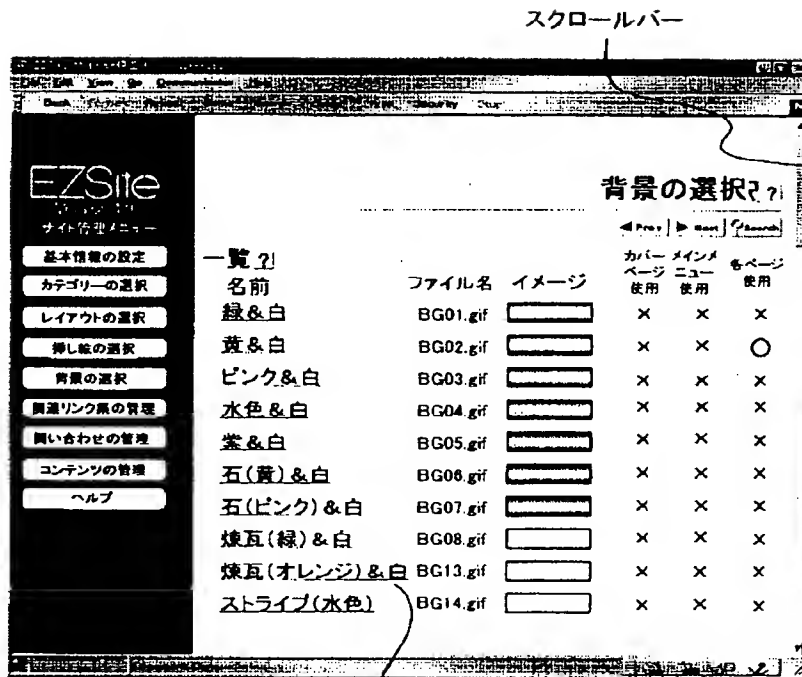 スクロールバー
View Go Communicator Help
Security Stop
EZSite
サイト管理メニュー
基本情報の設定
カテゴリーの選択
レイアウトの選択
挿し絵の選択
背景の選択
関連リンク集の管理
問い合わせの管理
コンテンツの管理
ヘルプ
背景の選択 ?
Prev Next Search
一覧 ?
名前 ファイル名 イメージ カバーページ使用 メインメニュー使用 各ページ使用
緑&白 BG01.gif × × ×
黄&白 BG02.gif × × ○
ピンク&白 BG03.gif × × ×
水色&白 BG04.gif × × ×
紫&白 BG05.gif × × ×
石(黄)&白 BG06.gif × × ×
石(ピンク)&白 BG07.gif × × ×
煉瓦(緑)&白 BG08.gif × × ×
煉瓦(オレンジ)&白 BG13.gif × × ×
ストライプ(水色) BG14.gif × × ×